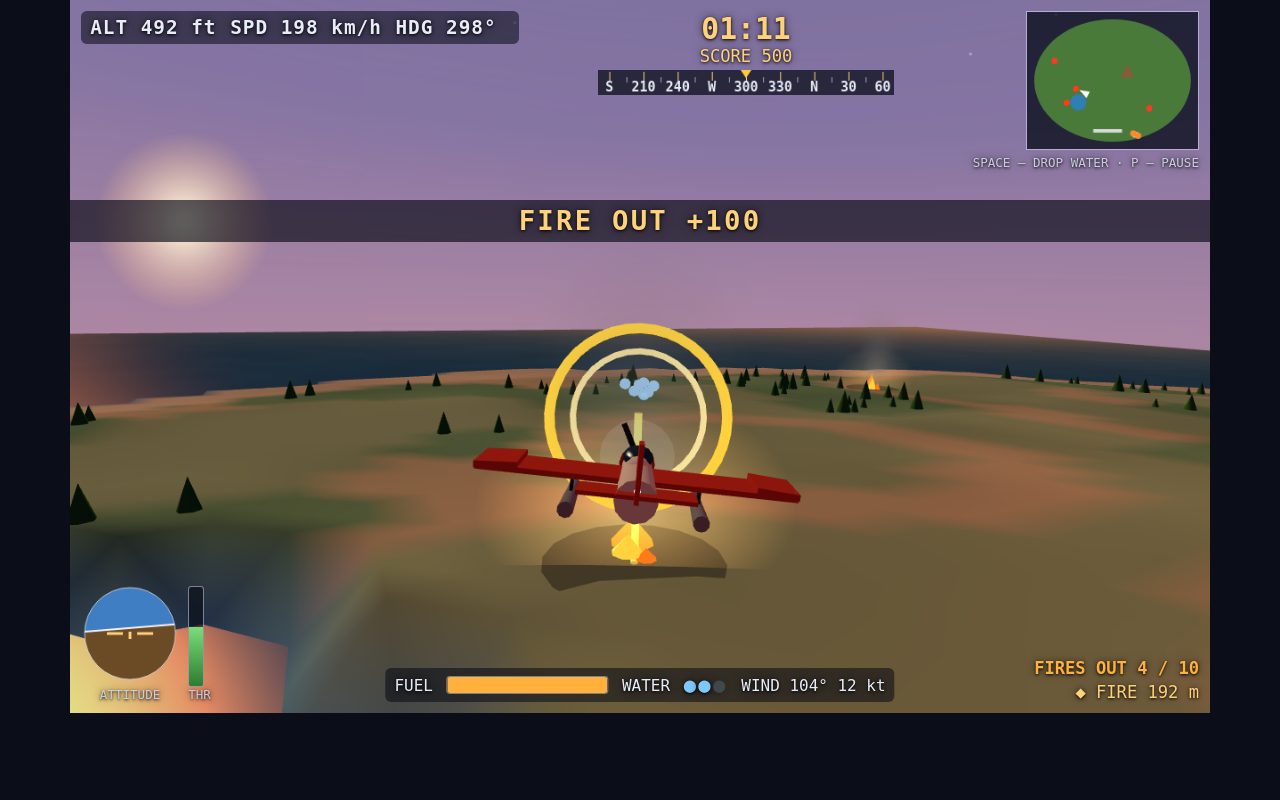 ALT 492 ft SPD 198 km/h HDG 298°
01:11
SCORE 500
S 210 240 W 300 330 N 30 60
SPACE — DROP WATER · P — PAUSE
FIRE OUT +100
ATTITUDE THR
FUEL WATER WIND 104° 12 kt
FIRES OUT 4 / 10
◆ FIRE 192 m